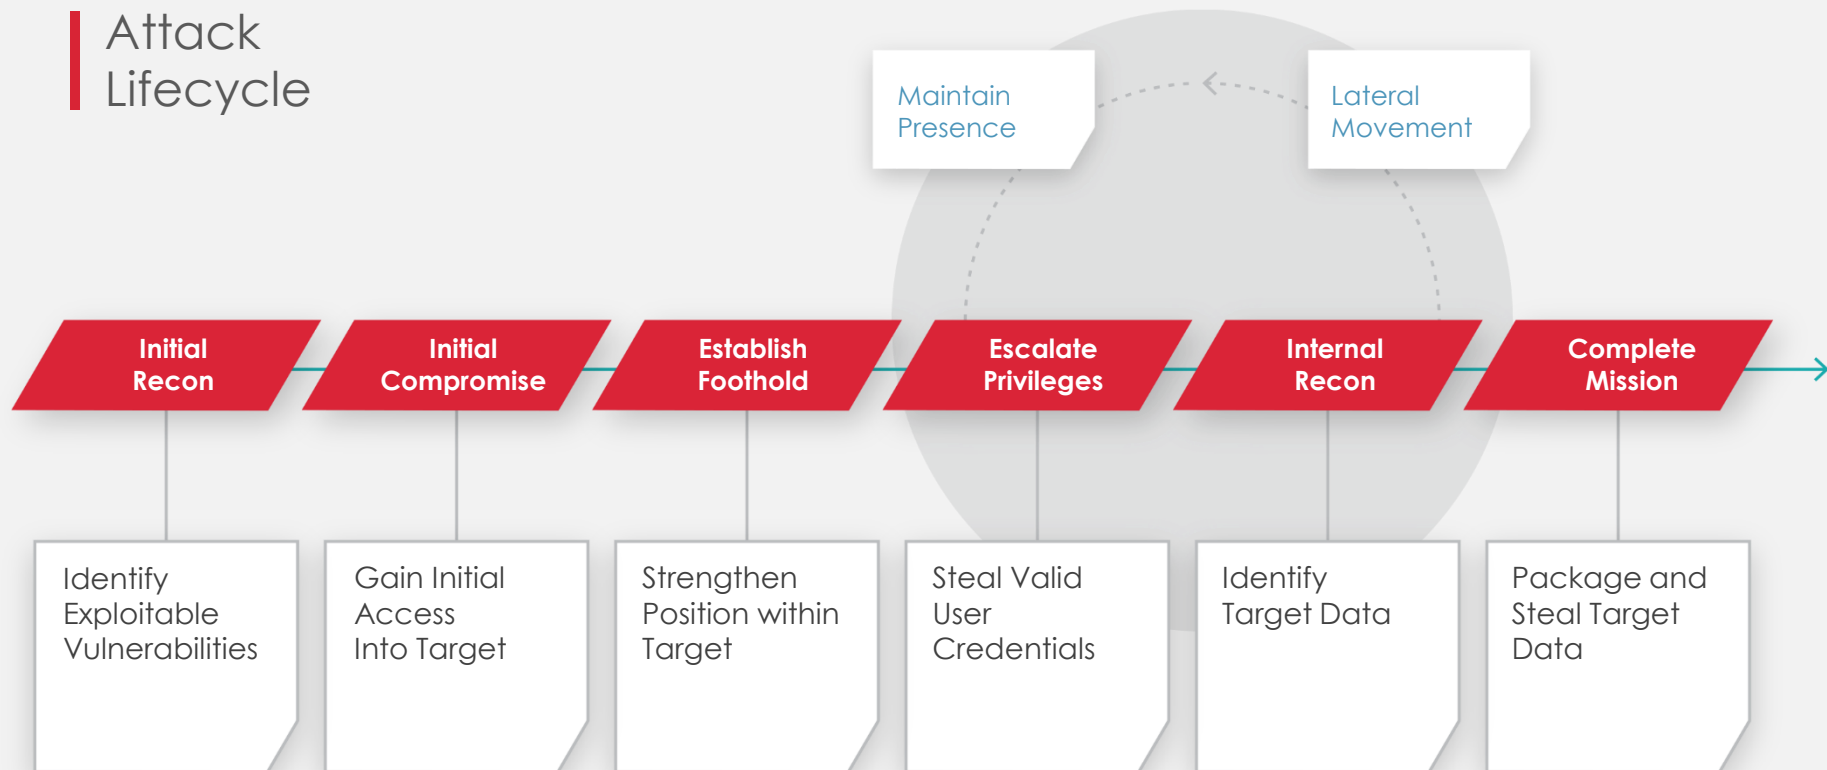 Attack
Lifecycle
Maintain
Presence
Lateral
Movement
Initial
Recon
Initial
Compromise
Establish
Foothold
Escalate
Privileges
Internal
Recon
Complete
Mission
Identify
Exploitable
Vulnerabilities
Gain Initial
Access
Into Target
Strengthen
Position within
Target
Steal Valid
User
Credentials
Identify
Target Data
Package and
Steal Target
Data